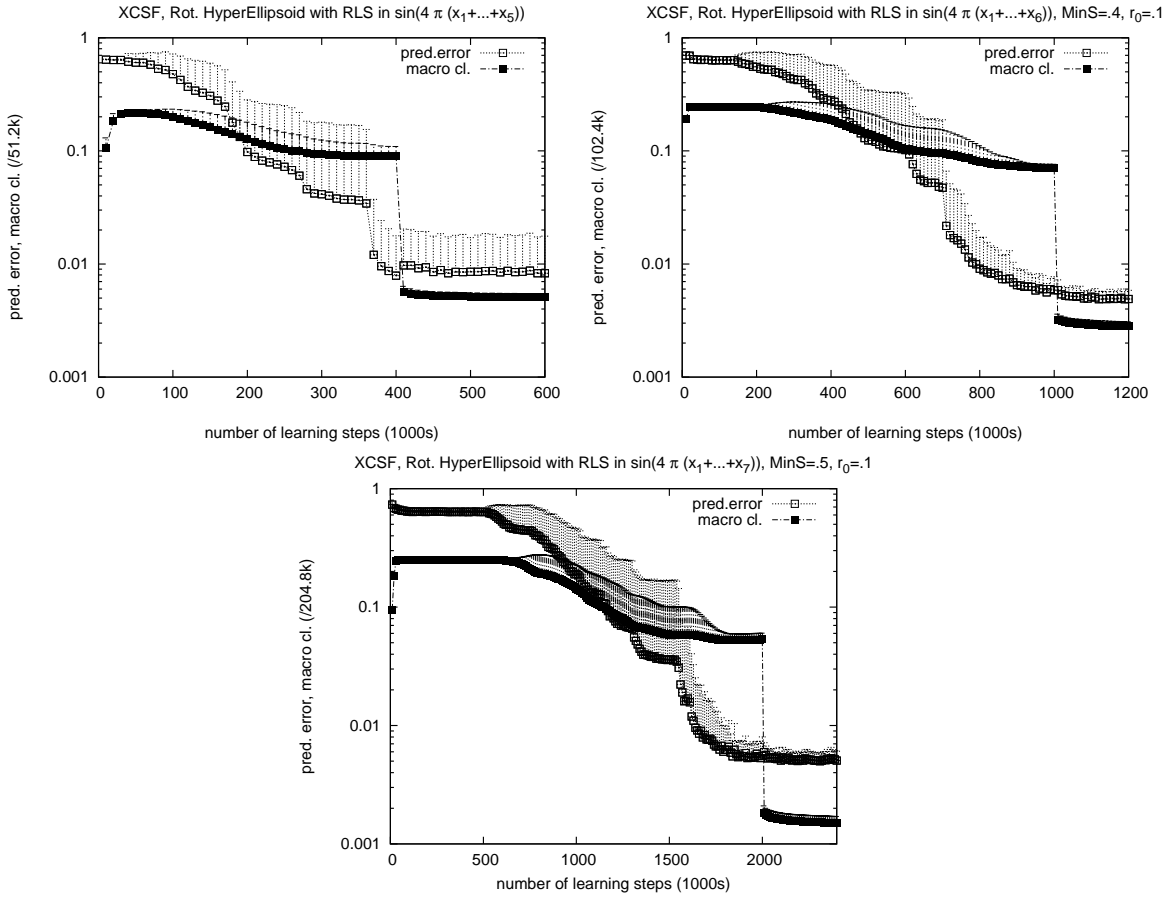 XCSF, Rot. HyperEllipsoid with RLS in sin(4 π (x1+...+x5))
pred. error, macro cl. (/51.2k)
1
0.1
0.01
0.001
pred.error
macro cl.
0 100 200 300 400 500 600
number of learning steps (1000s)
XCSF, Rot. HyperEllipsoid with RLS in sin(4 π (x1+...+x6)), MinS=.4, r0=.1
pred. error, macro cl. (/102.4k)
1
0.1
0.01
0.001
pred.error
macro cl.
0 200 400 600 800 1000 1200
number of learning steps (1000s)
XCSF, Rot. HyperEllipsoid with RLS in sin(4 π (x1+...+x7)), MinS=.5, r0=.1
pred. error, macro cl. (/204.8k)
1
0.1
0.01
0.001
pred.error
macro cl.
0 500 1000 1500 2000
number of learning steps (1000s)